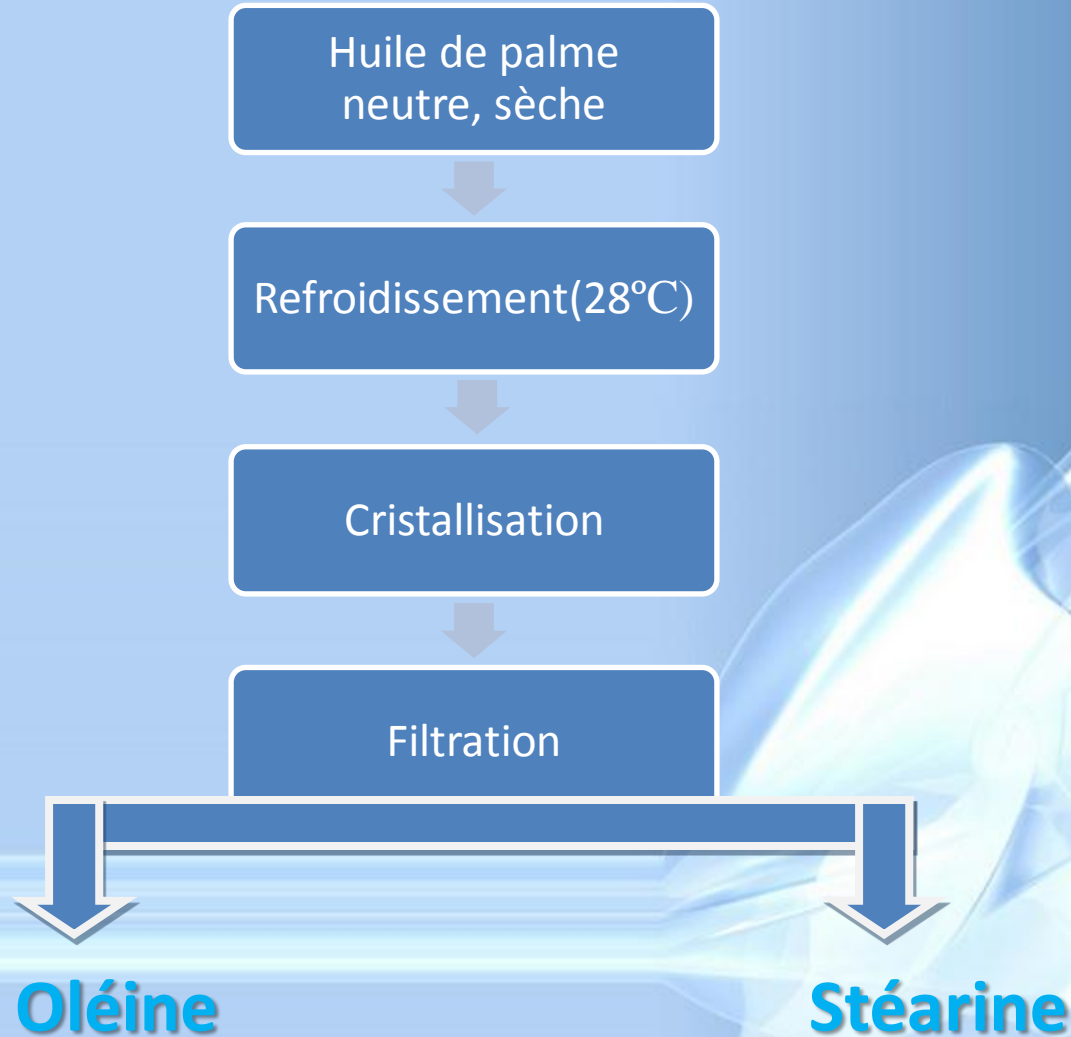 Huile de palme
neutre, sèche
Refroidissement(28ºC)
Cristallisation
Filtration
Oléine
Stéarine